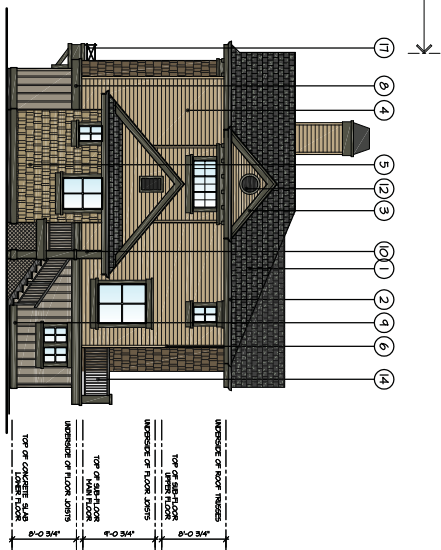 17
8
4
5
12
3
10
1
2
9
6
14
UNDERSIDE OF ROOF TRUSSES
TOP OF SUB-FLOOR
UPPER FLOOR
8'-0 3/4"
UNDERSIDE OF FLOOR JOISTS
TOP OF SUB-FLOOR
MAIN FLOOR
9'-0 3/4"
UNDERSIDE OF FLOOR JOISTS
TOP OF CONCRETE SLAB
LOWER FLOOR
8'-0 3/4"